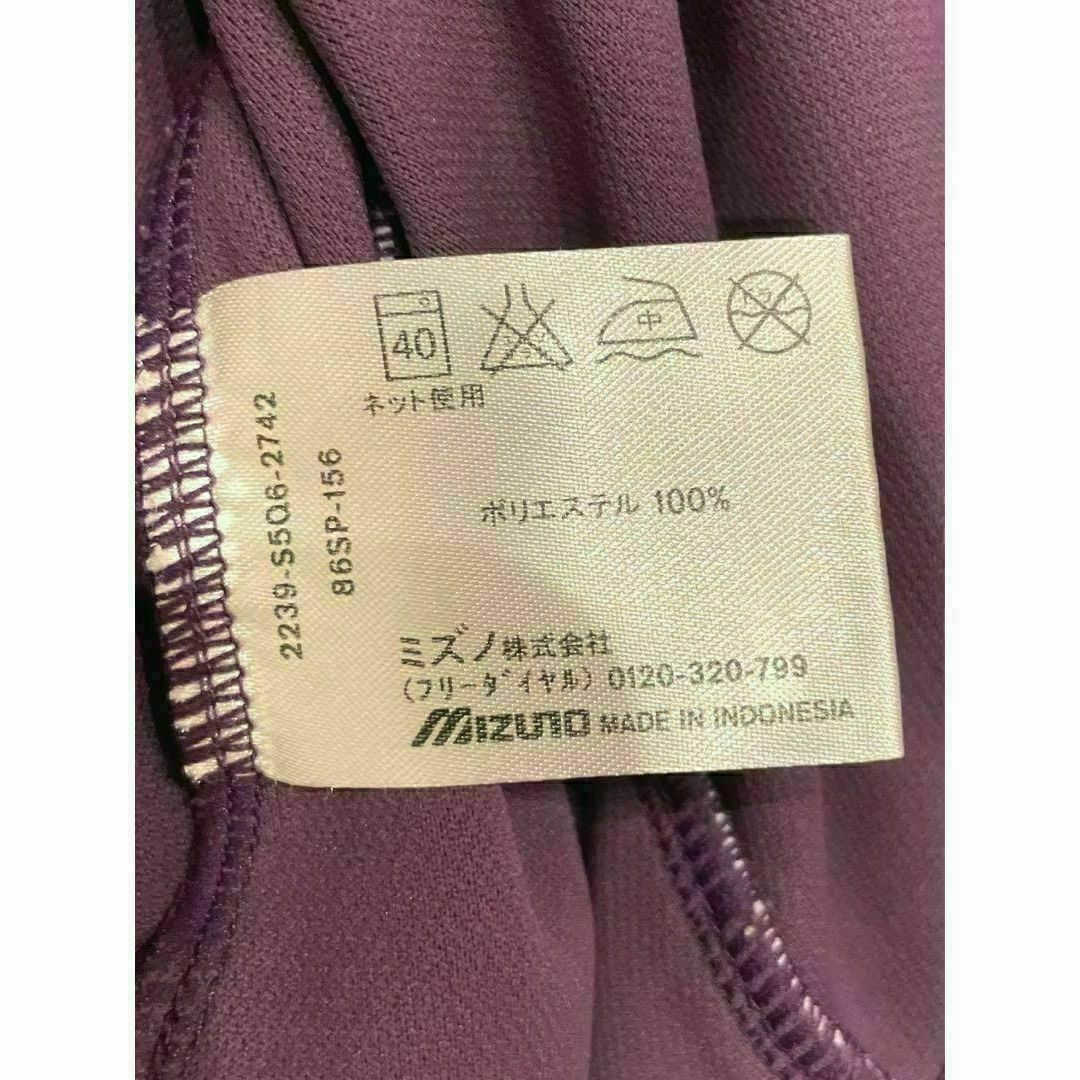 40
中
ネット使用
ポリエステル 100%
ミズノ株式会社
(フリーダイヤル) 0120-320-799
MIZUNO MADE IN INDONESIA
2239-S5Q6-2742
86SP-156